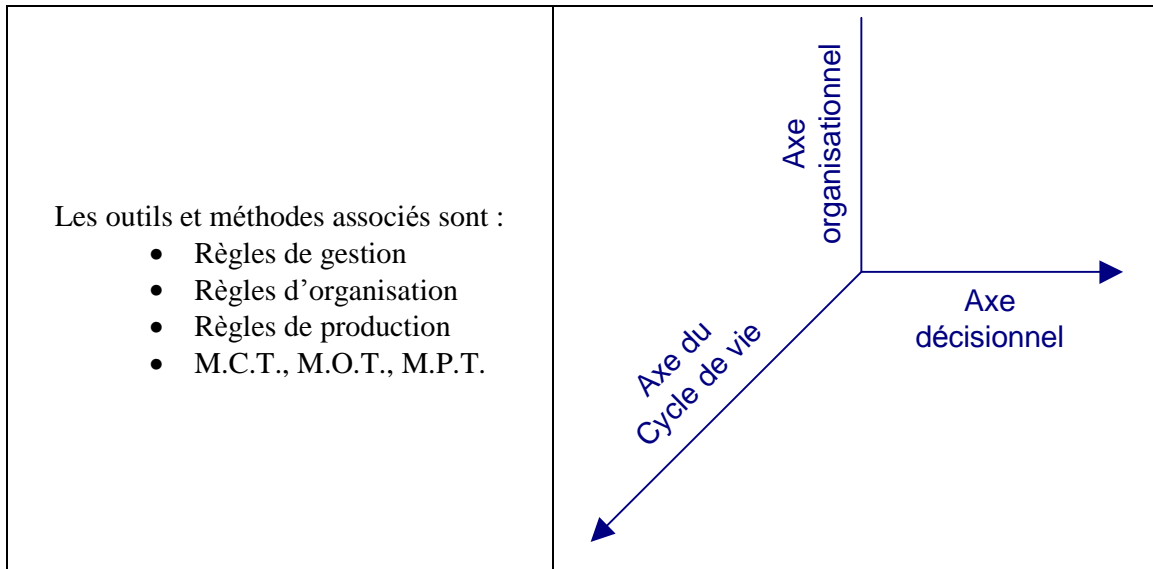 Les outils et méthodes associés sont :
• Règles de gestion
• Règles d’organisation
• Règles de production
• M.C.T., M.O.T., M.P.T.
Axe
organisationnel
Axe
décisionnel
Axe du
Cycle de vie